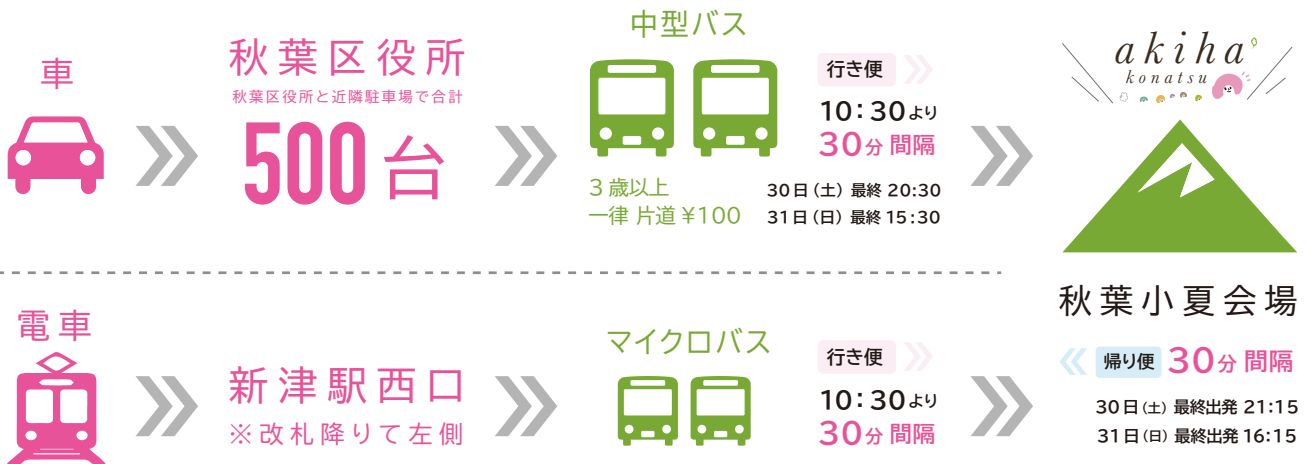 車
秋葉区役所
秋葉区役所と近隣駐車場で合計
500台
中型バス
3歳以上
一律 片道 ¥100
行き便
10:30より
30分 間隔
30日(土) 最終 20:30
31日(日) 最終 15:30
akiha
konatsu
電車
新津駅西口
※改札降りて左側
マイクロバス
行き便
10:30より
30分 間隔
秋葉小夏会場
帰り便 30分 間隔
30日(土) 最終出発 21:15
31日(日) 最終出発 16:15